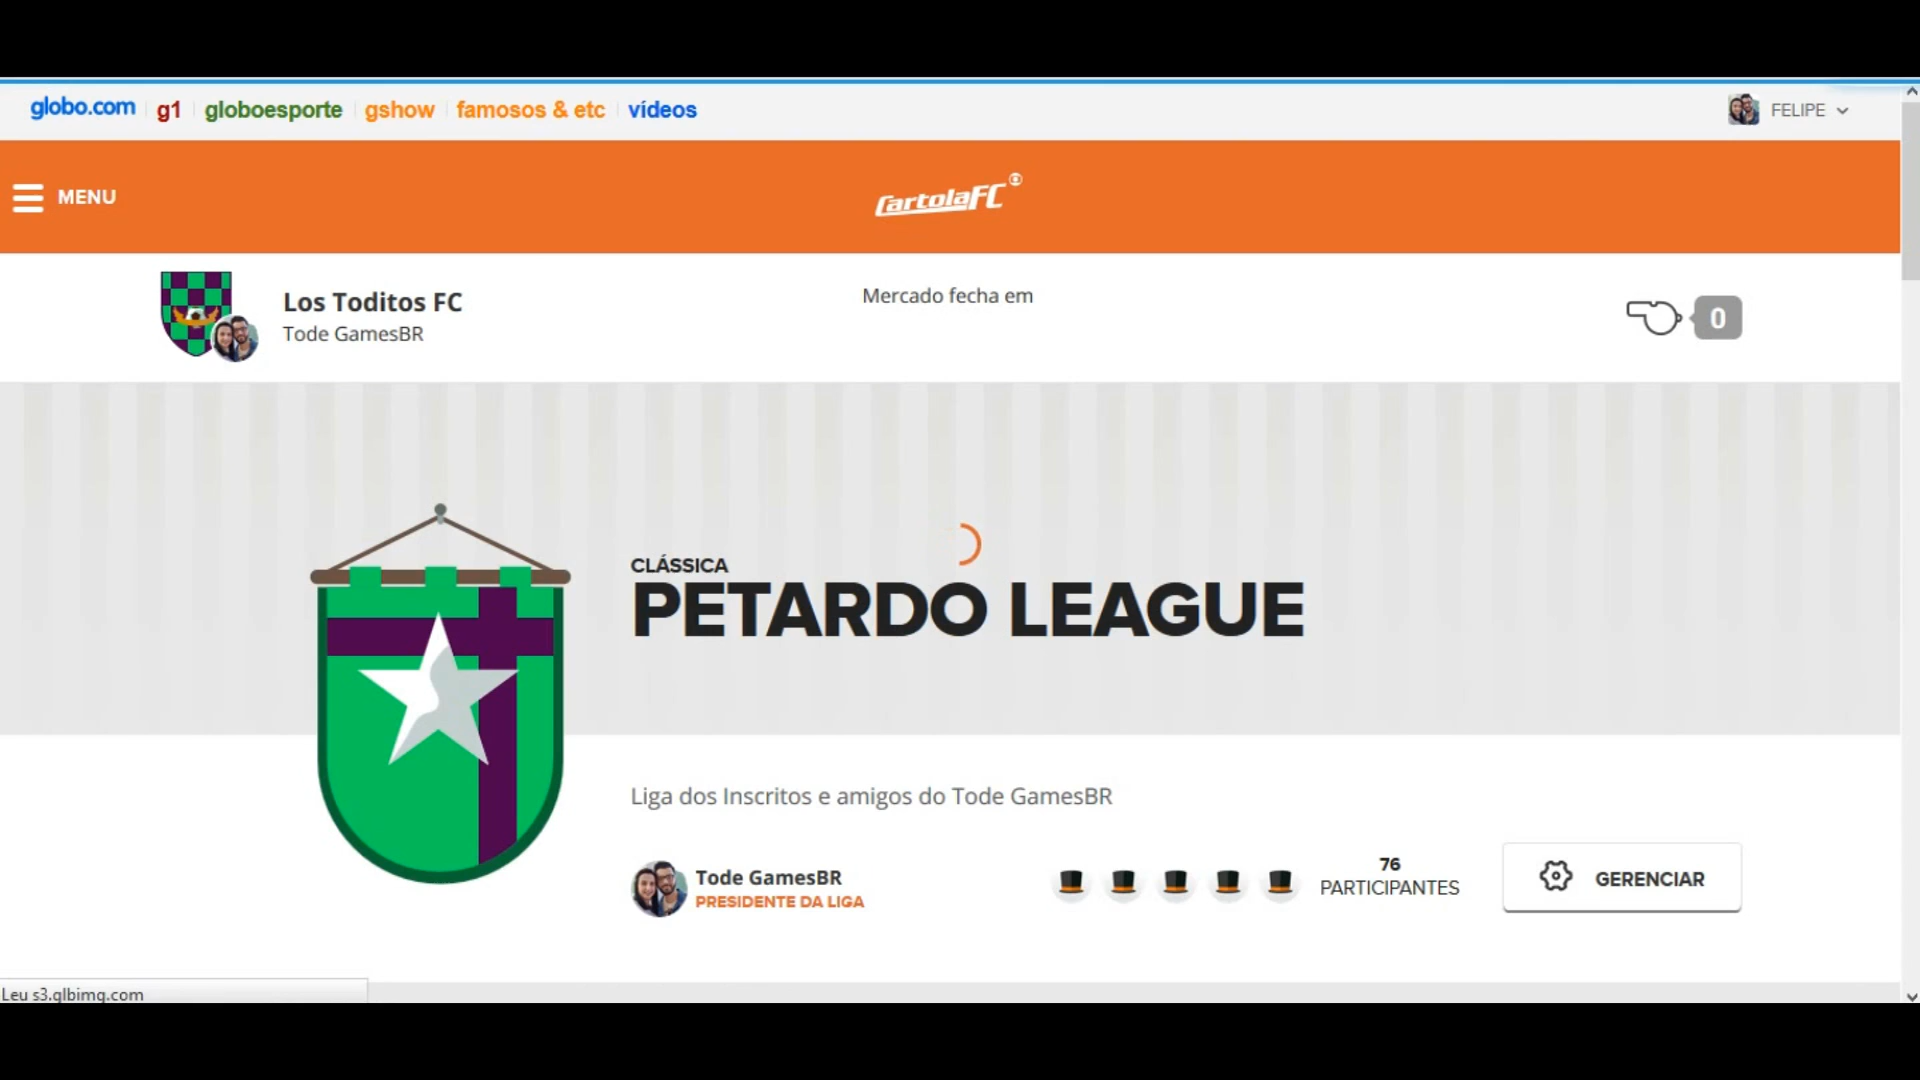 globo.com g1 globoesporte gshow famosos & etc vídeos FELIPE
MENU CartolaFC
Los Toditos FC
Tode GamesBR
Mercado fecha em
0
CLÁSSICA
PETARDO LEAGUE
Liga dos Inscritos e amigos do Tode GamesBR
Tode GamesBR
PRESIDENTE DA LIGA
76
PARTICIPANTES
GERENCIAR
Leu s3.glbimg.com